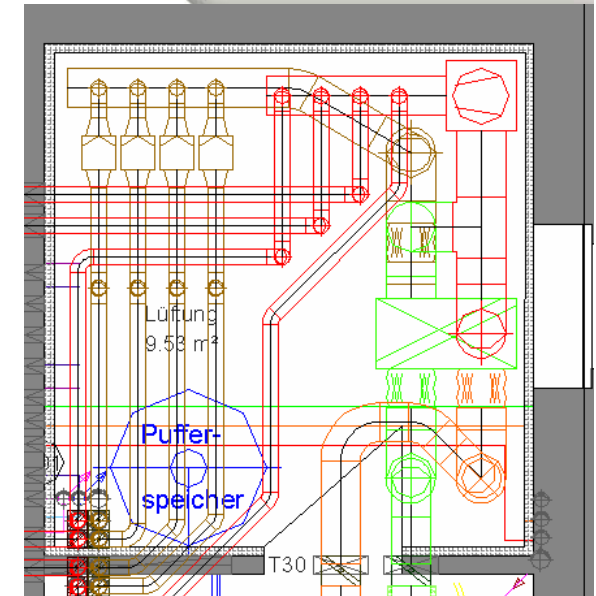 Lüftung
9.53 m²
Puffer-
speicher
T30